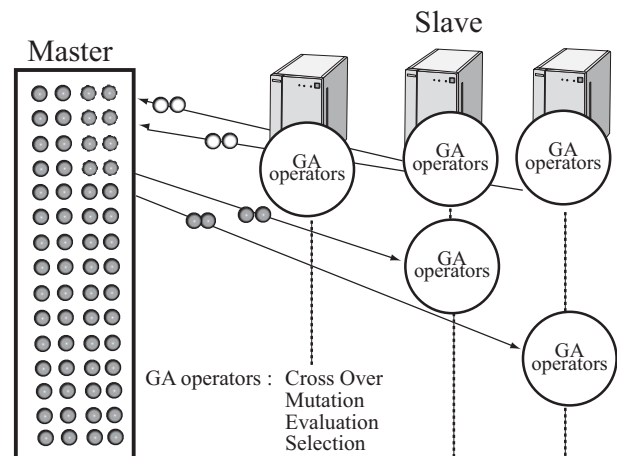 Slave
Master
GA
operators
GA
operators
GA
operators
GA
operators
GA
operators
GA operators : Cross Over
Mutation
Evaluation
Selection